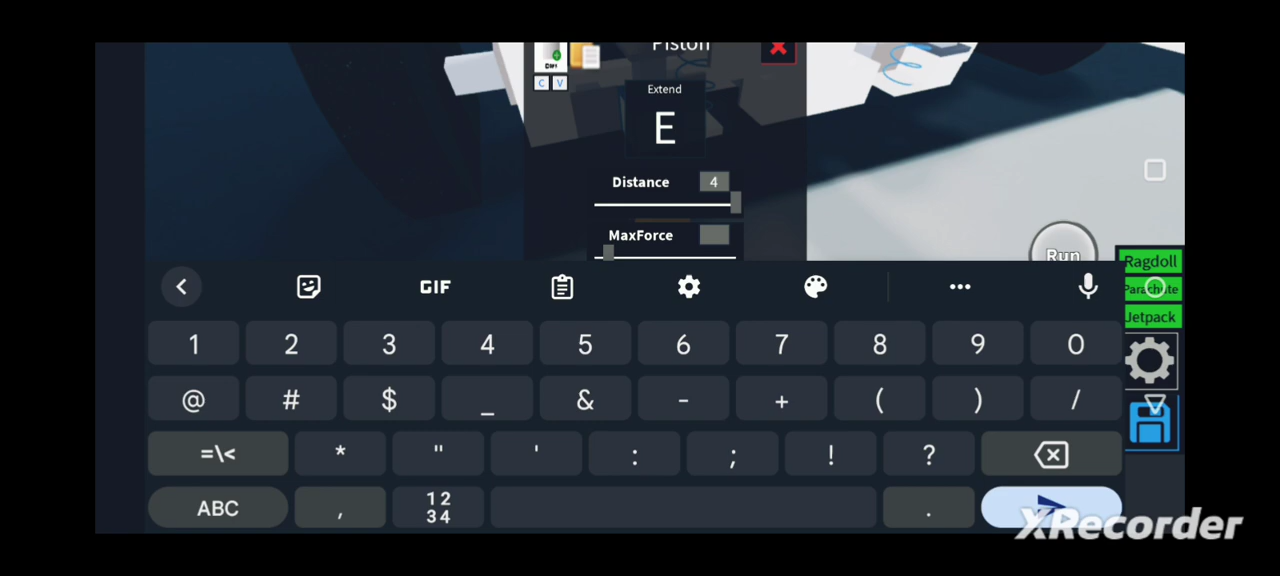 Piston
C V
Extend
E
Distance 4
MaxForce
Run
Ragdoll
Parachute
Jetpack
GIF
1 2 3 4 5 6 7 8 9 0
@ # $ _ & - + ( ) /
=\< * " ' : ; ! ?
ABC , 12 34 .
XRecorder